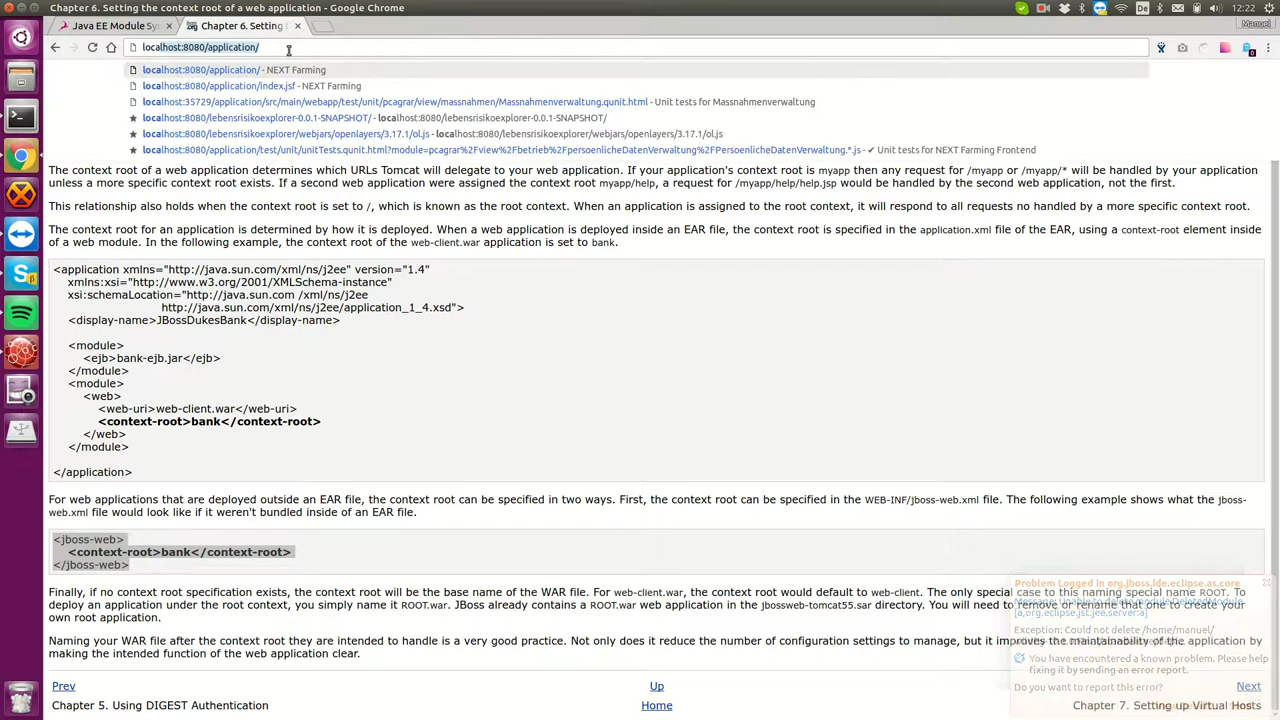 Chapter 6. Setting the context root of a web application - Google Chrome
De
12:22
Java EE Module Sys
Chapter 6. Setting
Manuel
localhost:8080/application/
localhost:8080/application/ - NEXT Farming
localhost:8080/application/index.jsf - NEXT Farming
localhost:35729/application/src/main/webapp/test/unit/pcagrar/view/massnahmen/Massnahmenverwaltung.qunit.html - Unit tests for Massnahmenverwaltung
localhost:8080/lebensrisikoexplorer-0.0.1-SNAPSHOT/ - localhost:8080/lebensrisikoexplorer-0.0.1-SNAPSHOT/
localhost:8080/lebensrisikoexplorer/webjars/openlayers/3.17.1/ol.js - localhost:8080/lebensrisikoexplorer/webjars/openlayers/3.17.1/ol.js
localhost:8080/application/test/unit/unitTests.qunit.html?module=pcagrar%2Fview%2Fbetrieb%2FpersoenlicheDatenVerwaltung%2FPersoenlicheDatenVerwaltung.*.js - ✔ Unit tests for NEXT Farming Frontend
The context root of a web application determines which URLs Tomcat will delegate to your web application. If your application's context root is myapp then any request for /myapp or /myapp/* will be handled by your application
unless a more specific context root exists. If a second web application were assigned the context root myapp/help, a request for /myapp/help/help.jsp would be handled by the second web application, not the first.
This relationship also holds when the context root is set to /, which is known as the root context. When an application is assigned to the root context, it will respond to all requests no handled by a more specific context root.
The context root for an application is determined by how it is deployed. When a web application is deployed inside an EAR file, the context root is specified in the application.xml file of the EAR, using a context-root element inside
of a web module. In the following example, the context root of the web-client.war application is set to bank.
<application xmlns="http://java.sun.com/xml/ns/j2ee" version="1.4"
xmlns:xsi="http://www.w3.org/2001/XMLSchema-instance"
xsi:schemaLocation="http://java.sun.com /xml/ns/j2ee
http://java.sun.com/xml/ns/j2ee/application_1_4.xsd">
<display-name>JBossDukesBank</display-name>
<module>
<ejb>bank-ejb.jar</ejb>
</module>
<module>
<web>
<web-uri>web-client.war</web-uri>
<context-root>bank</context-root>
</web>
</module>
</application>
For web applications that are deployed outside an EAR file, the context root can be specified in two ways. First, the context root can be specified in the WEB-INF/jboss-web.xml file. The following example shows what the jboss-
web.xml file would look like if it weren't bundled inside of an EAR file.
<jboss-web>
<context-root>bank</context-root>
</jboss-web>
Problem Logged in org.jboss.ide.eclipse.as.core
Finally, if no context root specification exists, the context root will be the base name of the WAR file. For web-client.war, the context root would default to web-client. The only special case to this naming special name ROOT. To
deploy an application under the root context, you simply name it ROOT.war. JBoss already contains a ROOT.war web application in the jbossweb-tomcat55.sar directory. You will need to remove or rename that one to create your
own root application.
[a,org.eclipse.jst.jee.server:a]
Exception: Could not delete /home/manuel/
Naming your WAR file after the context root they are intended to handle is a very good practice. Not only does it reduce the number of configuration settings to manage, but it improves the maintainability of the application by
making the intended function of the web application clear.
You have encountered a known problem. Please help
fixing it by sending an error report.
Do you want to report this error?
Prev
Up
Next
Chapter 5. Using DIGEST Authentication
Home
Chapter 7. Setting up Virtual Hosts